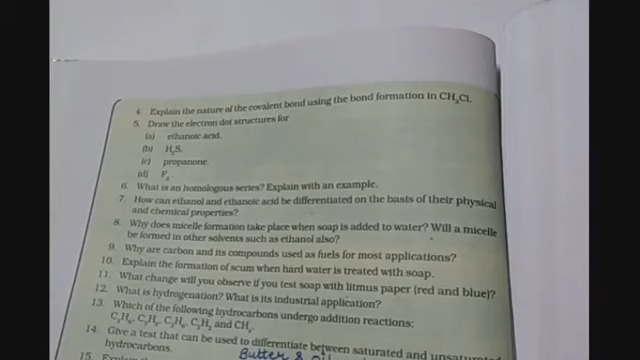 4. Explain the nature of the covalent bond using the bond formation in CH₃Cl.
5. Draw the electron dot structures for
(a) ethanoic acid.
(b) H₂S.
(c) propanone.
(d) F₂.
6. What is an homologous series? Explain with an example.
7. How can ethanol and ethanoic acid be differentiated on the basis of their physical
and chemical properties?
8. Why does micelle formation take place when soap is added to water? Will a micelle
be formed in other solvents such as ethanol also?
9. Why are carbon and its compounds used as fuels for most applications?
10. Explain the formation of scum when hard water is treated with soap.
11. What change will you observe if you test soap with litmus paper (red and blue)?
12. What is hydrogenation? What is its industrial application?
13. Which of the following hydrocarbons undergo addition reactions:
C₂H₆, C₃H₈, C₃H₆, C₂H₂ and CH₄.
14. Give a test that can be used to differentiate between saturated and unsaturated
hydrocarbons.
Butter &
15. Explain